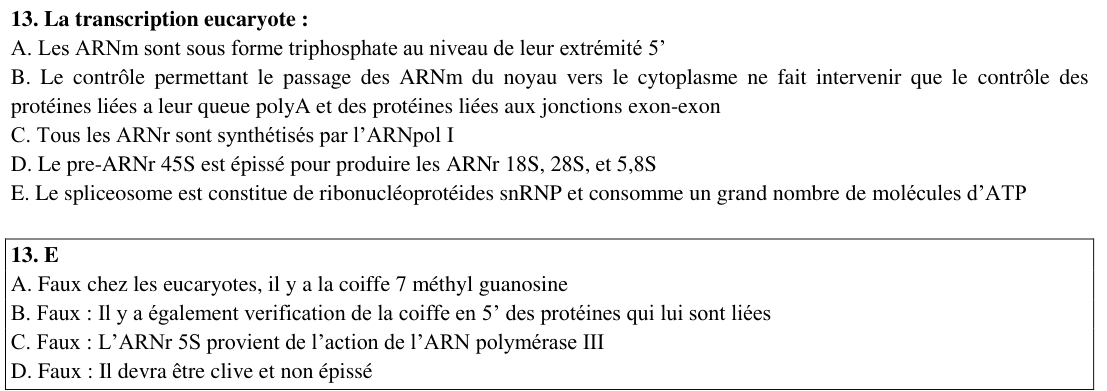 13. La transcription eucaryote :
A. Les ARNm sont sous forme triphosphate au niveau de leur extrémité 5’
B. Le contrôle permettant le passage des ARNm du noyau vers le cytoplasme ne fait intervenir que le contrôle des
protéines liées a leur queue polyA et des protéines liées aux jonctions exon-exon
C. Tous les ARNr sont synthétisés par l’ARNpol I
D. Le pre-ARNr 45S est épissé pour produire les ARNr 18S, 28S, et 5,8S
E. Le spliceosome est constitue de ribonucléoprotéides snRNP et consomme un grand nombre de molécules d’ATP
13. E
A. Faux chez les eucaryotes, il y a la coiffe 7 méthyl guanosine
B. Faux : Il y a également verification de la coiffe en 5’ des protéines qui lui sont liées
C. Faux : L’ARNr 5S provient de l’action de l’ARN polymérase III
D. Faux : Il devra être clive et non épissé